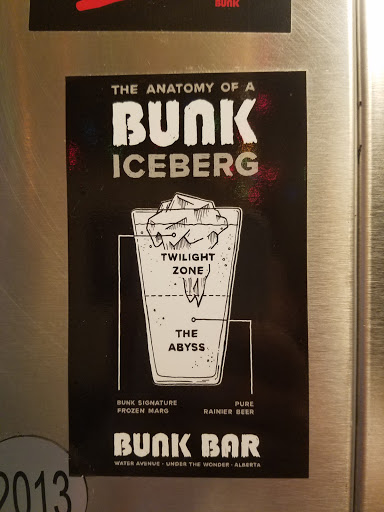 BUNK
THE ANATOMY OF A
BUNK
ICEBERG
TWILIGHT
ZONE
THE
ABYSS
BUNK SIGNATURE
FROZEN MARG
PURE
RAINIER BEER
BUNK BAR
WATER AVENUE · UNDER THE WONDER · ALBERTA
2013